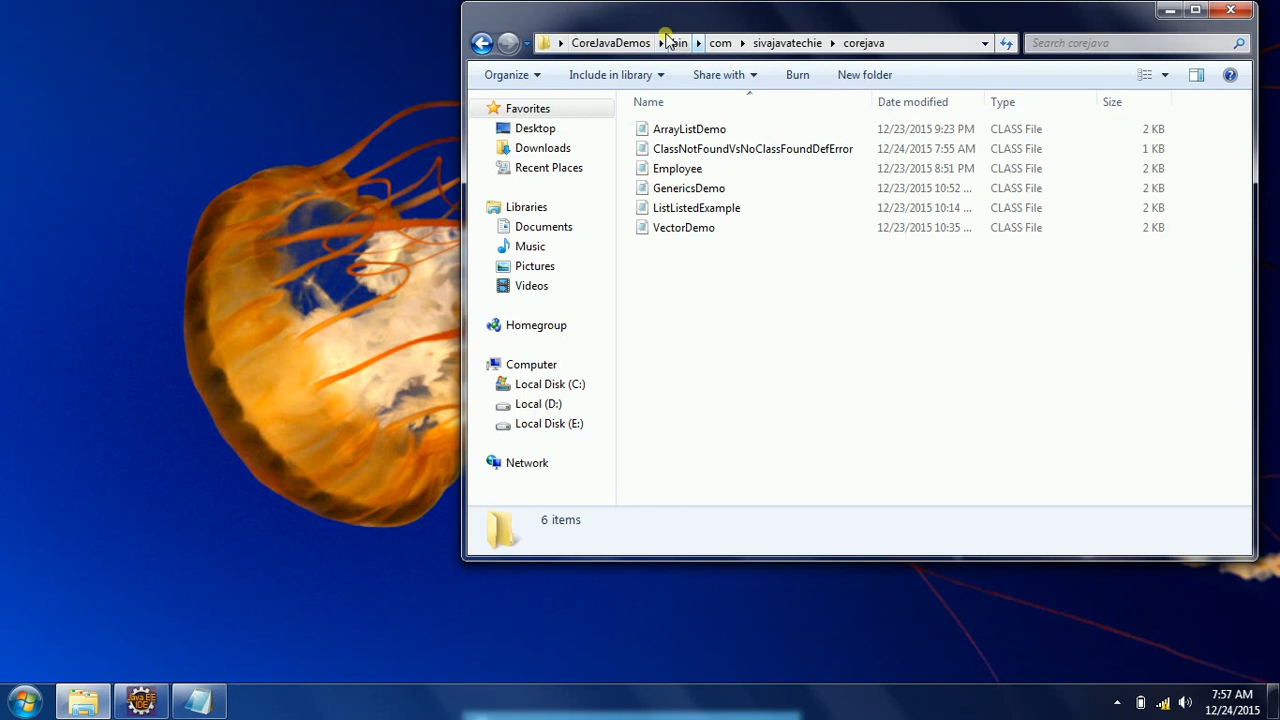 CoreJavaDemos bin com sivajavatechie corejava Search corejava
Organize Include in library Share with Burn New folder
Favorites
Desktop
Downloads
Recent Places
Libraries
Documents
Music
Pictures
Videos
Homegroup
Computer
Local Disk (C:)
Local (D:)
Local Disk (E:)
Network
Name Date modified Type Size
ArrayListDemo 12/23/2015 9:23 PM CLASS File 2 KB
ClassNotFoundVsNoClassFoundDefError 12/24/2015 7:55 AM CLASS File 1 KB
Employee 12/23/2015 8:51 PM CLASS File 2 KB
GenericsDemo 12/23/2015 10:52 ... CLASS File 2 KB
ListListedExample 12/23/2015 10:14 ... CLASS File 2 KB
VectorDemo 12/23/2015 10:35 ... CLASS File 2 KB
6 items
Java EE
IDE
7:57 AM
12/24/2015